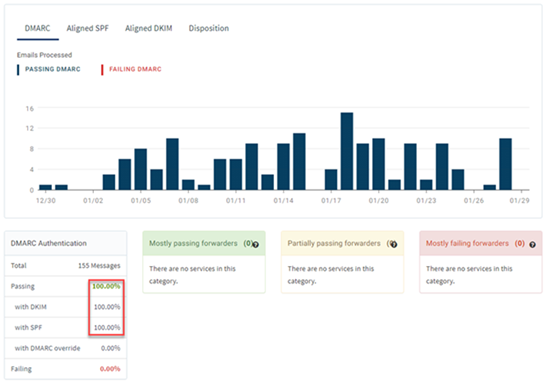 DMARC Aligned SPF Aligned DKIM Disposition
Emails Processed
PASSING DMARC FAILING DMARC
16
12
8
4
0
12/30 01/02 01/05 01/08 01/11 01/14 01/17 01/20 01/23 01/26 01/29
DMARC Authentication
Total 155 Messages
Passing 100.00%
with DKIM 100.00%
with SPF 100.00%
with DMARC override 0.00%
Failing 0.00%
Mostly passing forwarders (0)
There are no services in this
category.
Partially passing forwarders
There are no services in this
category.
Mostly failing forwarders (0)
There are no services in this
category.